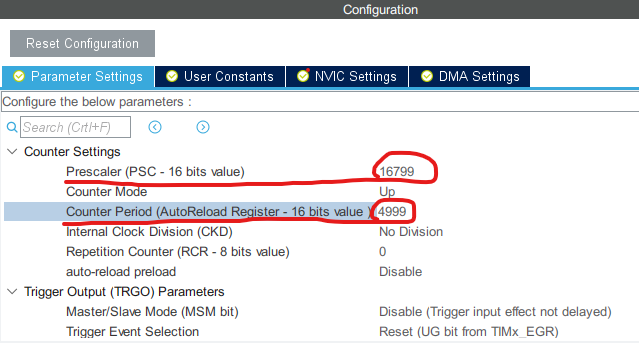 Configuration
Reset Configuration
Parameter Settings User Constants NVIC Settings DMA Settings
Configure the below parameters :
Search (Crtl+F)
Counter Settings
Prescaler (PSC - 16 bits value) 16799
Counter Mode Up
Counter Period (AutoReload Register - 16 bits value ) 4999
Internal Clock Division (CKD) No Division
Repetition Counter (RCR - 8 bits value) 0
auto-reload preload Disable
Trigger Output (TRGO) Parameters
Master/Slave Mode (MSM bit) Disable (Trigger input effect not delayed)
Trigger Event Selection Reset (UG bit from TIMx_EGR)